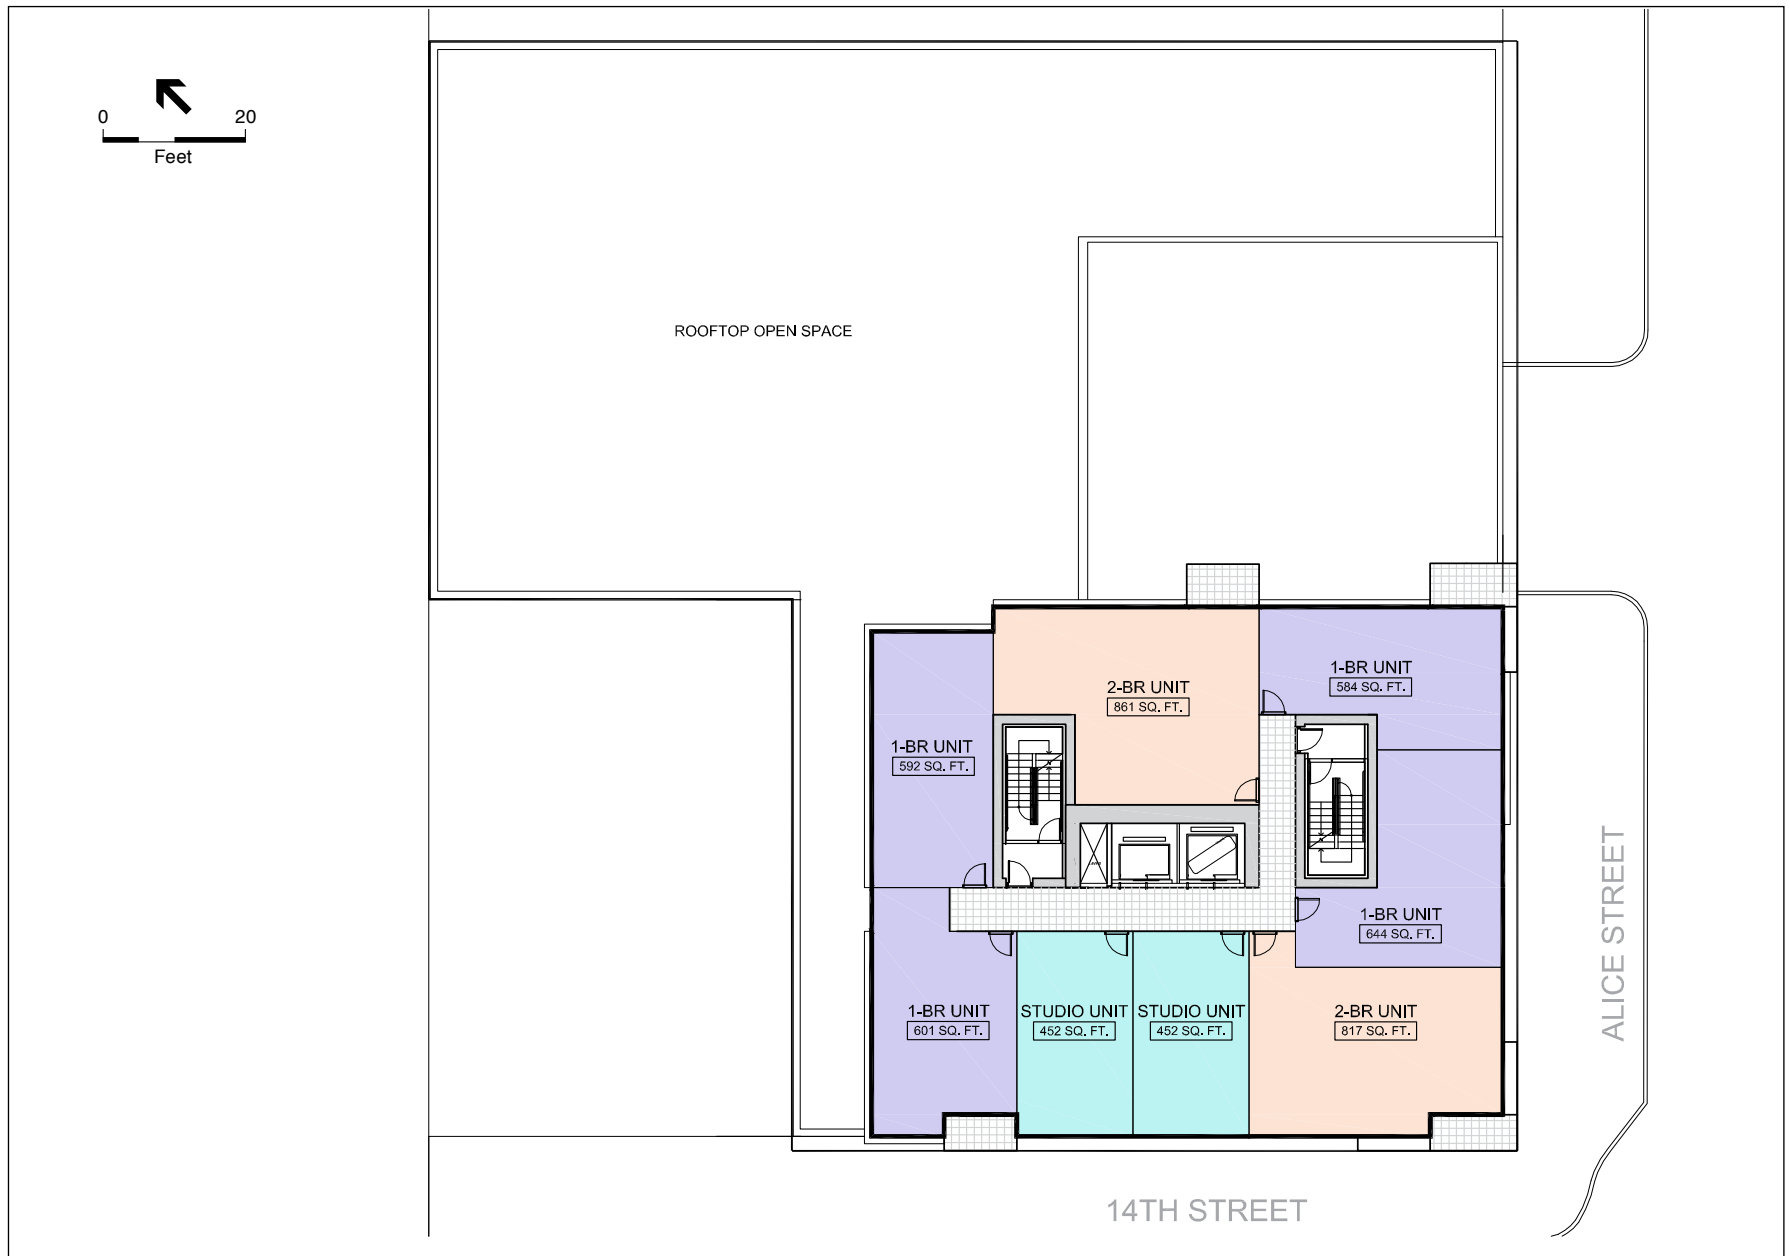 0 20
Feet
ROOFTOP OPEN SPACE
1-BR UNIT
584 SQ. FT.
2-BR UNIT
861 SQ. FT.
1-BR UNIT
592 SQ. FT.
1-BR UNIT
644 SQ. FT.
1-BR UNIT
601 SQ. FT.
STUDIO UNIT
452 SQ. FT.
STUDIO UNIT
452 SQ. FT.
2-BR UNIT
817 SQ. FT.
ALICE STREET
14TH STREET